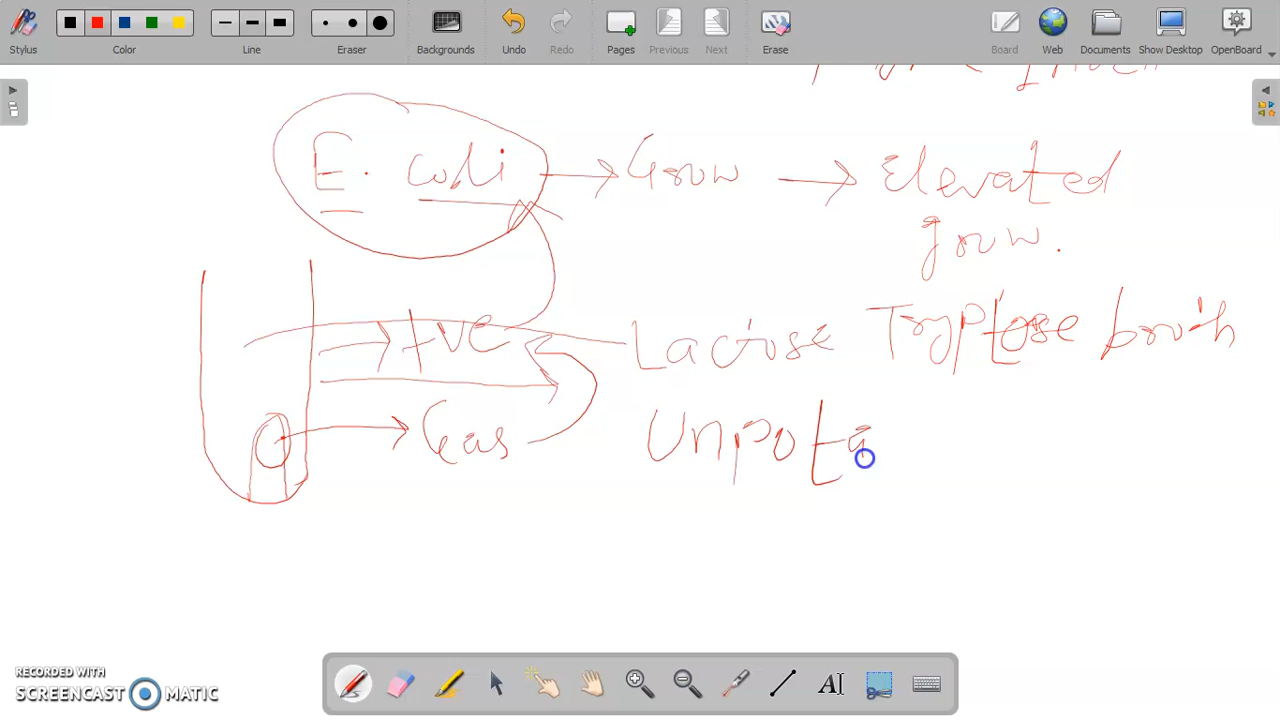 Stylus Color Line Eraser Backgrounds Undo Redo Pages Previous Next Erase Board Web Documents Show Desktop OpenBoard
E. coli → Grow → Elevated
grow.
+ve Lactose Tryptose broth
Gas Unpota
RECORDED WITH
SCREENCAST MATIC